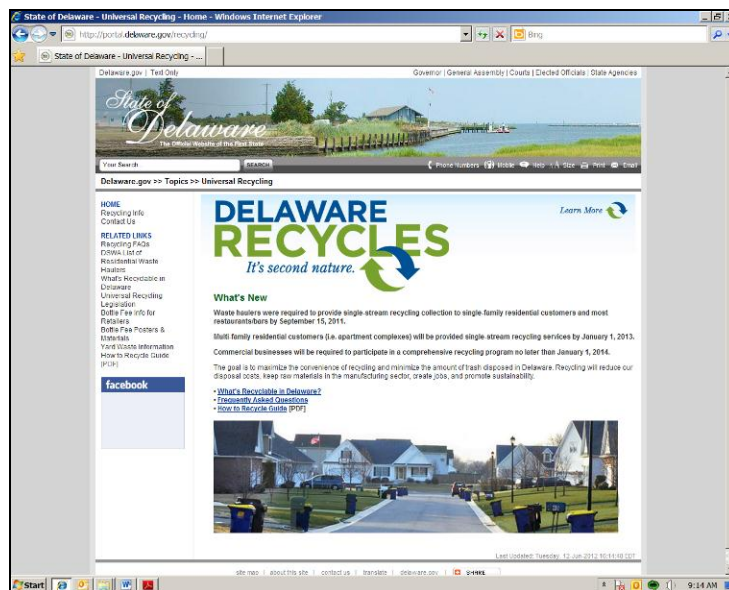 State of Delaware - Universal Recycling - Home - Windows Internet Explorer
http://portal.delaware.gov/recycling/
Bing
State of Delaware - Universal Recycling - ...
Delaware.gov | Text Only
Governor | General Assembly | Courts | Elected Officials | State Agencies
State of
Delaware
The Official Website of the First State
Your Search
SEARCH
Phone Numbers Mobile Help Size Print Email
Delaware.gov >> Topics >> Universal Recycling
HOME
Recycling Info
Contact Us
RELATED LINKS
Recycling FAQs
DSWA List of
Residential Waste
Haulers
What's Recyclable in
Delaware
Universal Recycling
Legislation
Bottle Fee Info for
Retailers
Bottle Fee Posters &
Materials
Yard Waste Information
How to Recycle Guide
[PDF]
facebook
DELAWARE
RECYCLES
It's second nature.
Learn More
What's New
Waste haulers were required to provide single-stream recycling collection to single-family residential customers and most
restaurants/bars by September 15, 2011.
Multi family residential customers (i.e. apartment complexes) will be provided single-stream recycling services by January 1, 2013.
Commercial businesses will be required to participate in a comprehensive recycling program no later than January 1, 2014.
The goal is to maximize the convenience of recycling and minimize the amount of trash disposed in Delaware. Recycling will reduce our
disposal costs, keep raw materials in the manufacturing sector, create jobs, and promote sustainability.
• What's Recyclable in Delaware?
• Frequently Asked Questions
• How to Recycle Guide [PDF]
Last Updated: Tuesday, 12-Jun-2012 10:14:40 CDT
site map | about this site | contact us | translate | delaware.gov | SHARE
Start
9:14 AM